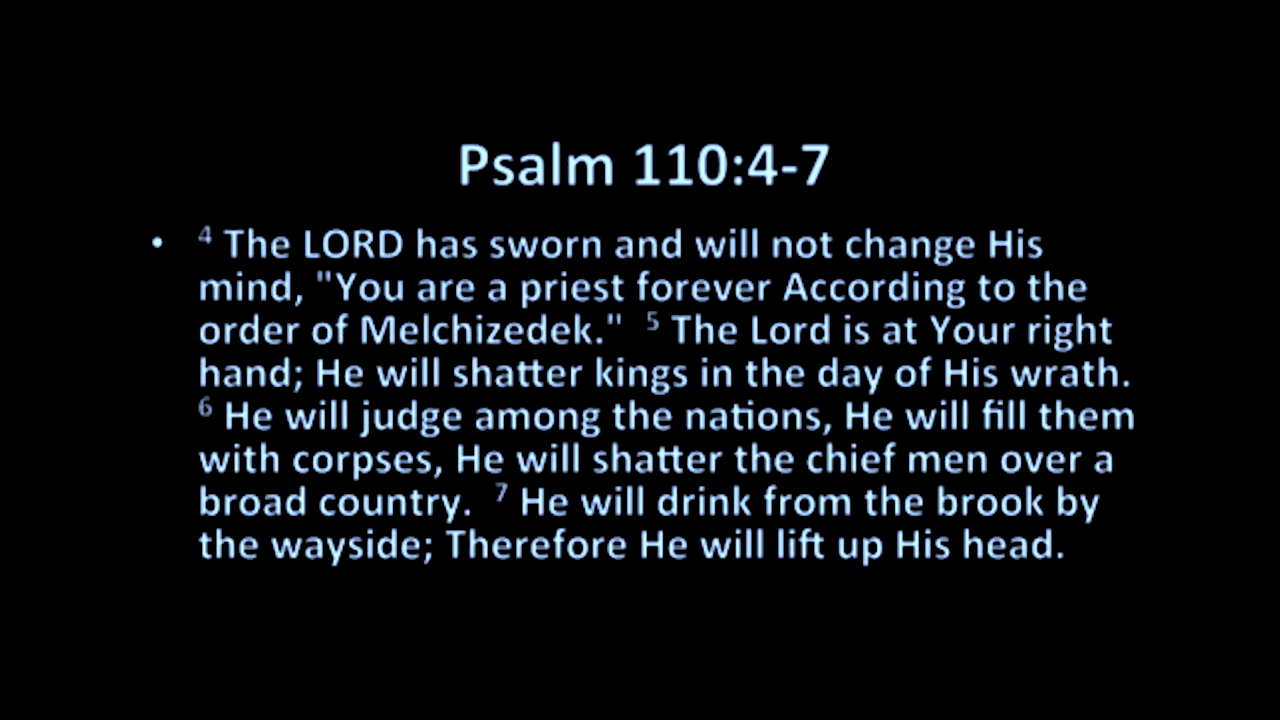 Psalm 110:4-7
• ⁴ The LORD has sworn and will not change His
mind, "You are a priest forever According to the
order of Melchizedek." ⁵ The Lord is at Your right
hand; He will shatter kings in the day of His wrath.
⁶ He will judge among the nations, He will fill them
with corpses, He will shatter the chief men over a
broad country. ⁷ He will drink from the brook by
the wayside; Therefore He will lift up His head.